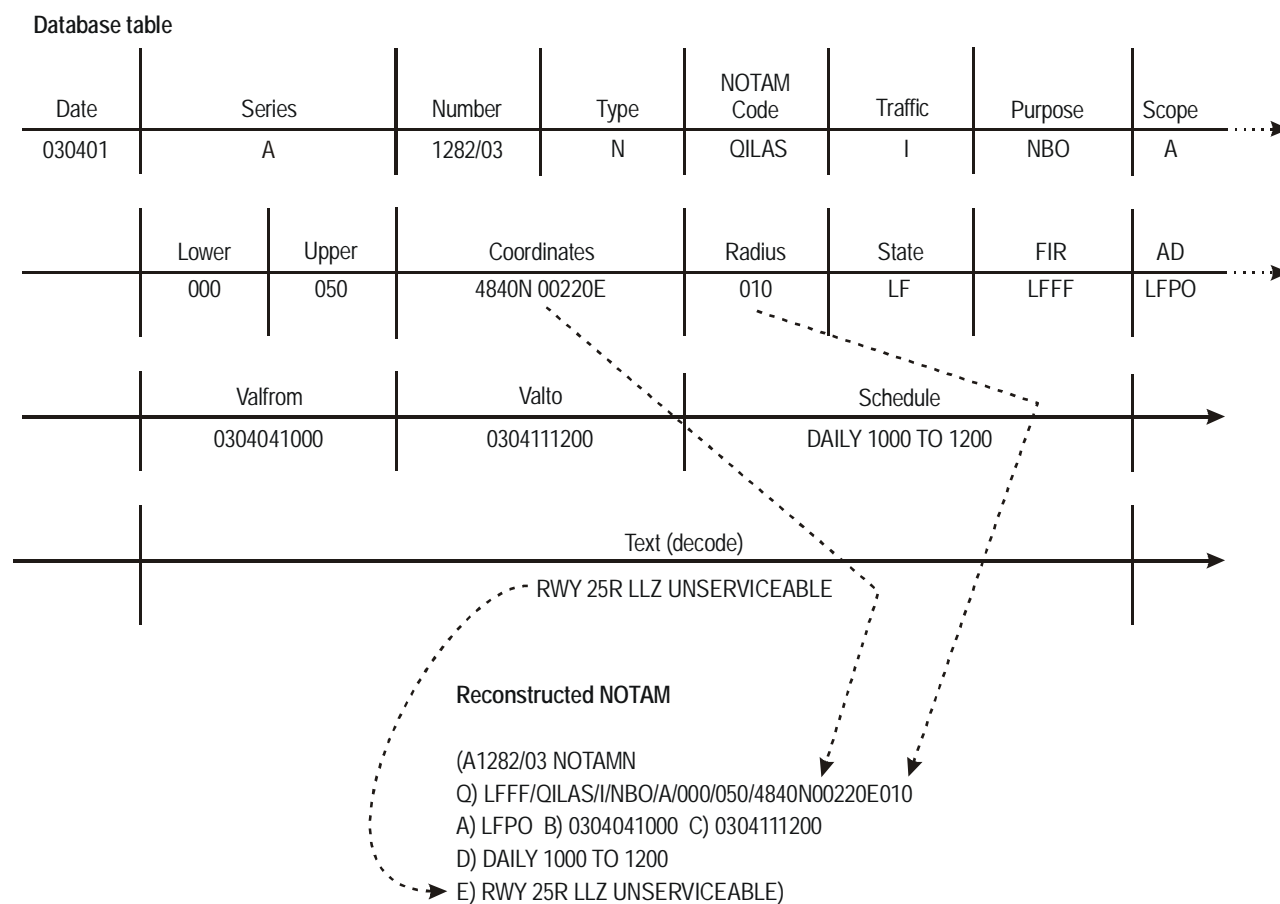 Database table
NOTAM
Date Series Number Type Code Traffic Purpose Scope
030401 A 1282/03 N QILAS I NBO A
Lower Upper Coordinates Radius State FIR AD
000 050 4840N 00220E 010 LF LFFF LFPO
Valfrom Valto Schedule
0304041000 0304111200 DAILY 1000 TO 1200
Text (decode)
RWY 25R LLZ UNSERVICEABLE
Reconstructed NOTAM
(A1282/03 NOTAMN
Q) LFFF/QILAS/I/NBO/A/000/050/4840N00220E010
A) LFPO B) 0304041000 C) 0304111200
D) DAILY 1000 TO 1200
E) RWY 25R LLZ UNSERVICEABLE)